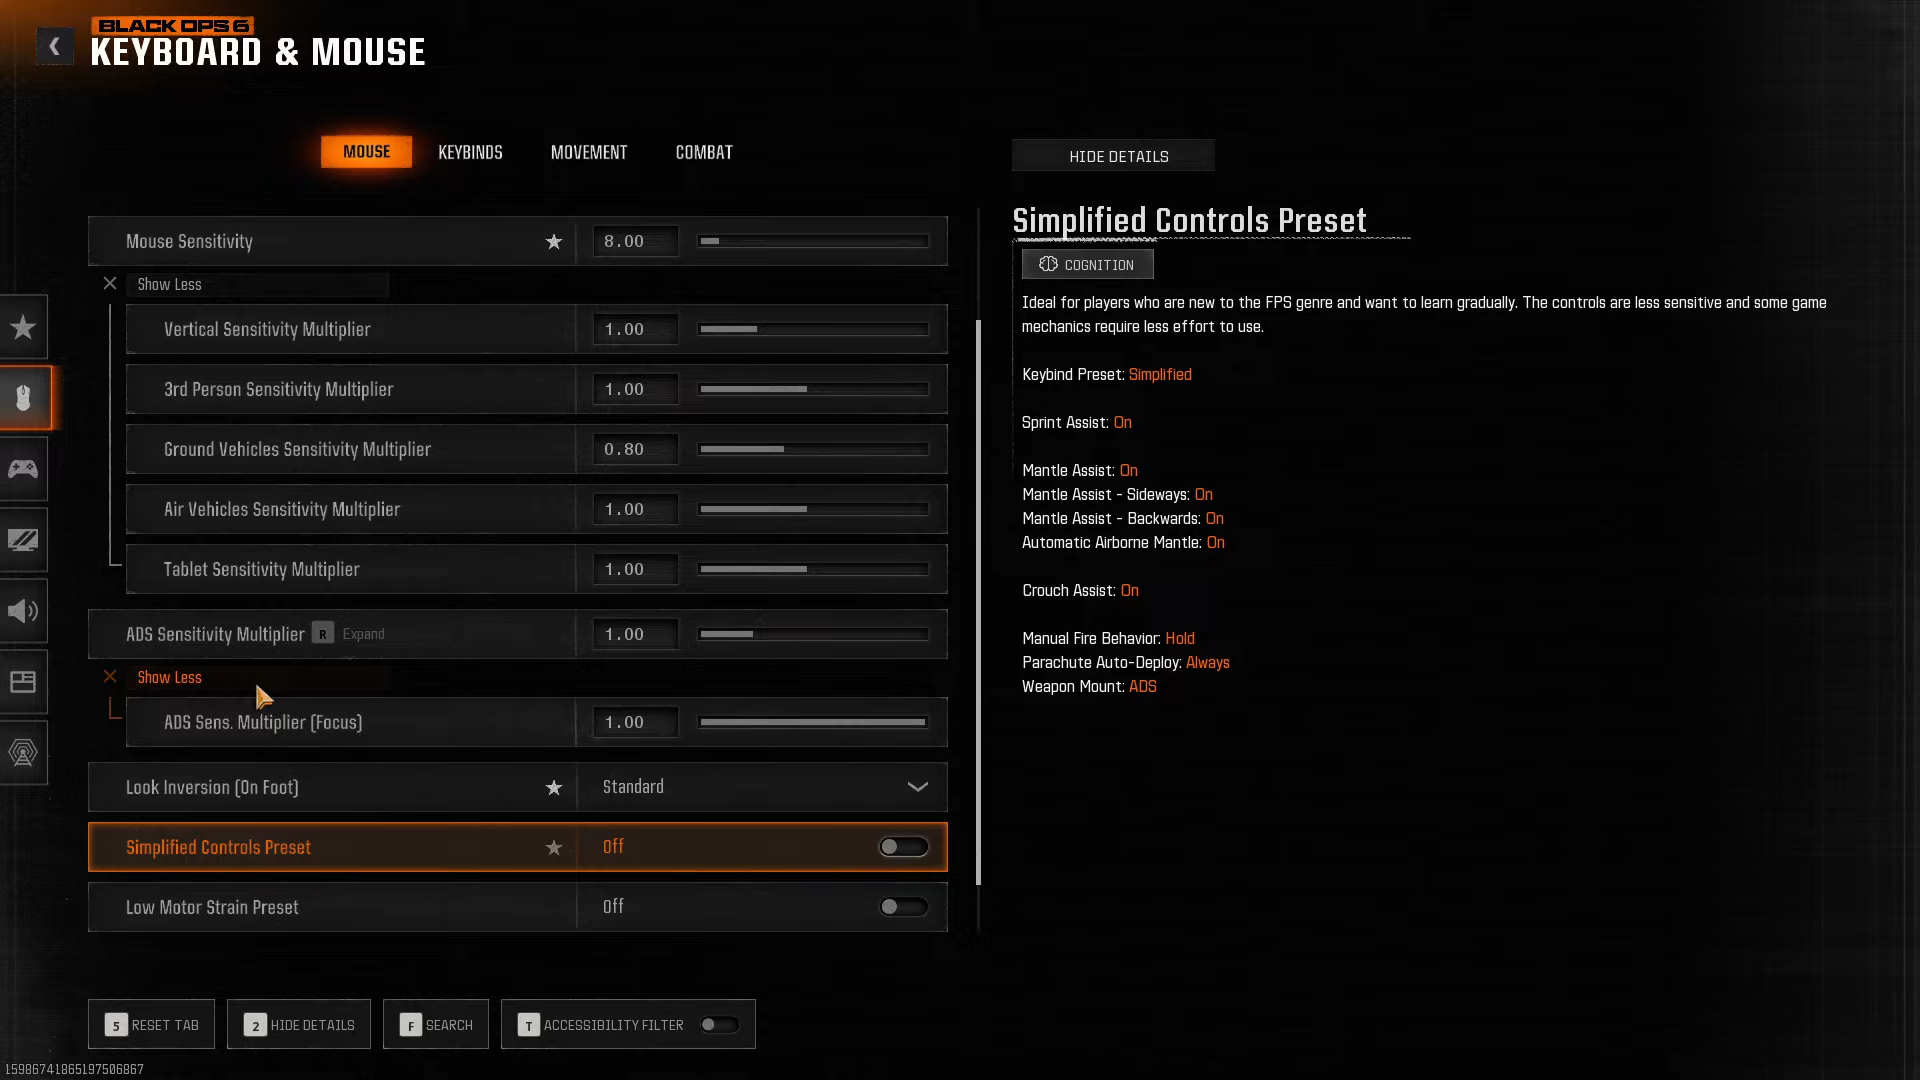 BLACK OPS 6
KEYBOARD & MOUSE
MOUSE KEYBINDS MOVEMENT COMBAT
Mouse Sensitivity 8.00
Show Less
Vertical Sensitivity Multiplier 1.00
3rd Person Sensitivity Multiplier 1.00
Ground Vehicles Sensitivity Multiplier 0.80
Air Vehicles Sensitivity Multiplier 1.00
Tablet Sensitivity Multiplier 1.00
ADS Sensitivity Multiplier R Expand 1.00
Show Less
ADS Sens. Multiplier (Focus) 1.00
Look Inversion (On Foot) Standard
Simplified Controls Preset Off
Low Motor Strain Preset Off
HIDE DETAILS
Simplified Controls Preset
COGNITION
Ideal for players who are new to the FPS genre and want to learn gradually. The controls are less sensitive and some game
mechanics require less effort to use.
Keybind Preset: Simplified
Sprint Assist: On
Mantle Assist: On
Mantle Assist - Sideways: On
Mantle Assist - Backwards: On
Automatic Airborne Mantle: On
Crouch Assist: On
Manual Fire Behavior: Hold
Parachute Auto-Deploy: Always
Weapon Mount: ADS
5 RESET TAB 2 HIDE DETAILS F SEARCH T ACCESSIBILITY FILTER
15986741865197506867